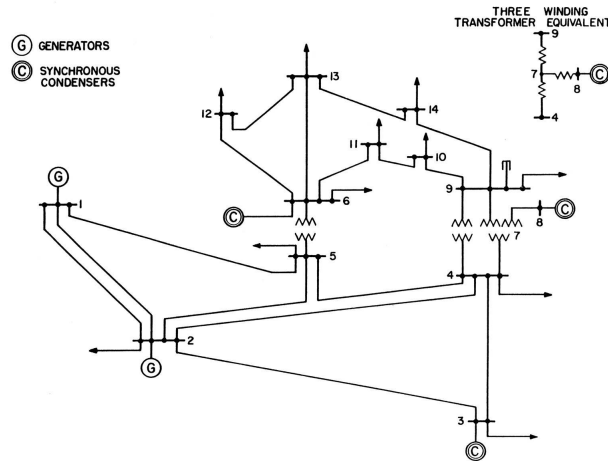 THREE WINDING
TRANSFORMER EQUIVALENT
9
7
8
C
4
G GENERATORS
C SYNCHRONOUS
CONDENSERS
13
14
12
11
10
9
C
6
G
1
8
C
7
5
4
2
G
3
C